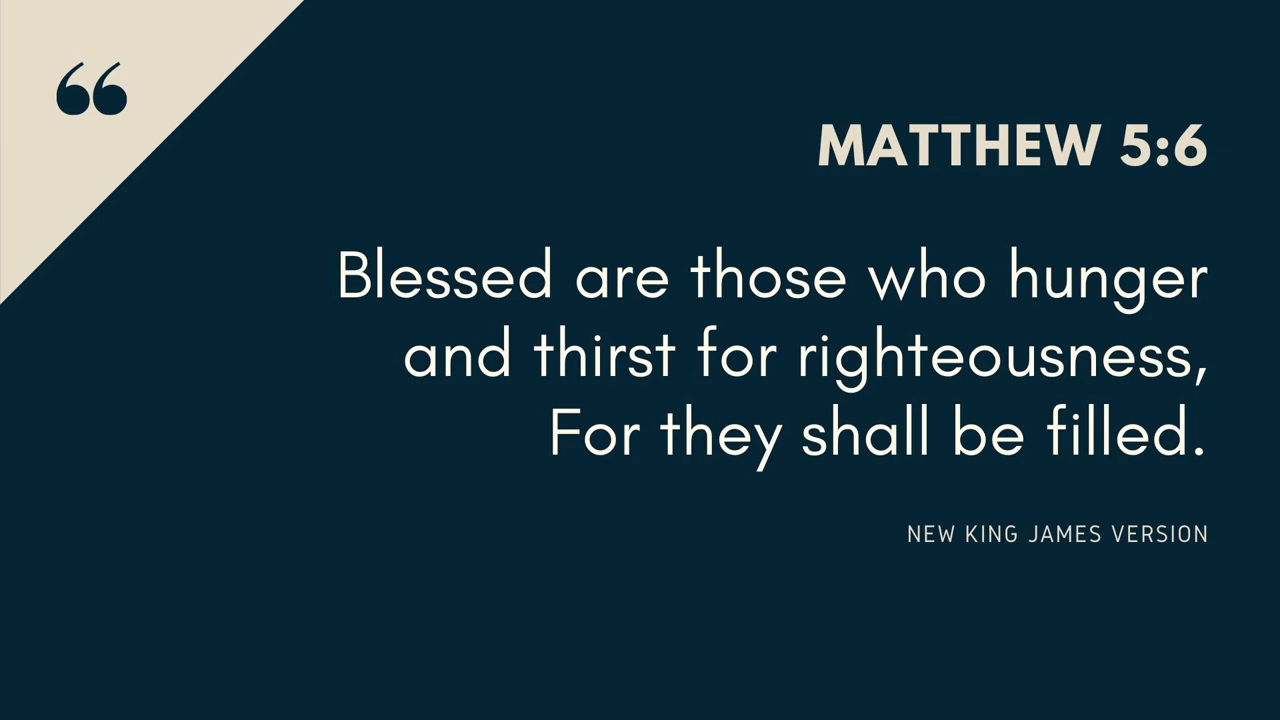 “
MATTHEW 5:6
Blessed are those who hunger
and thirst for righteousness,
For they shall be filled.
NEW KING JAMES VERSION